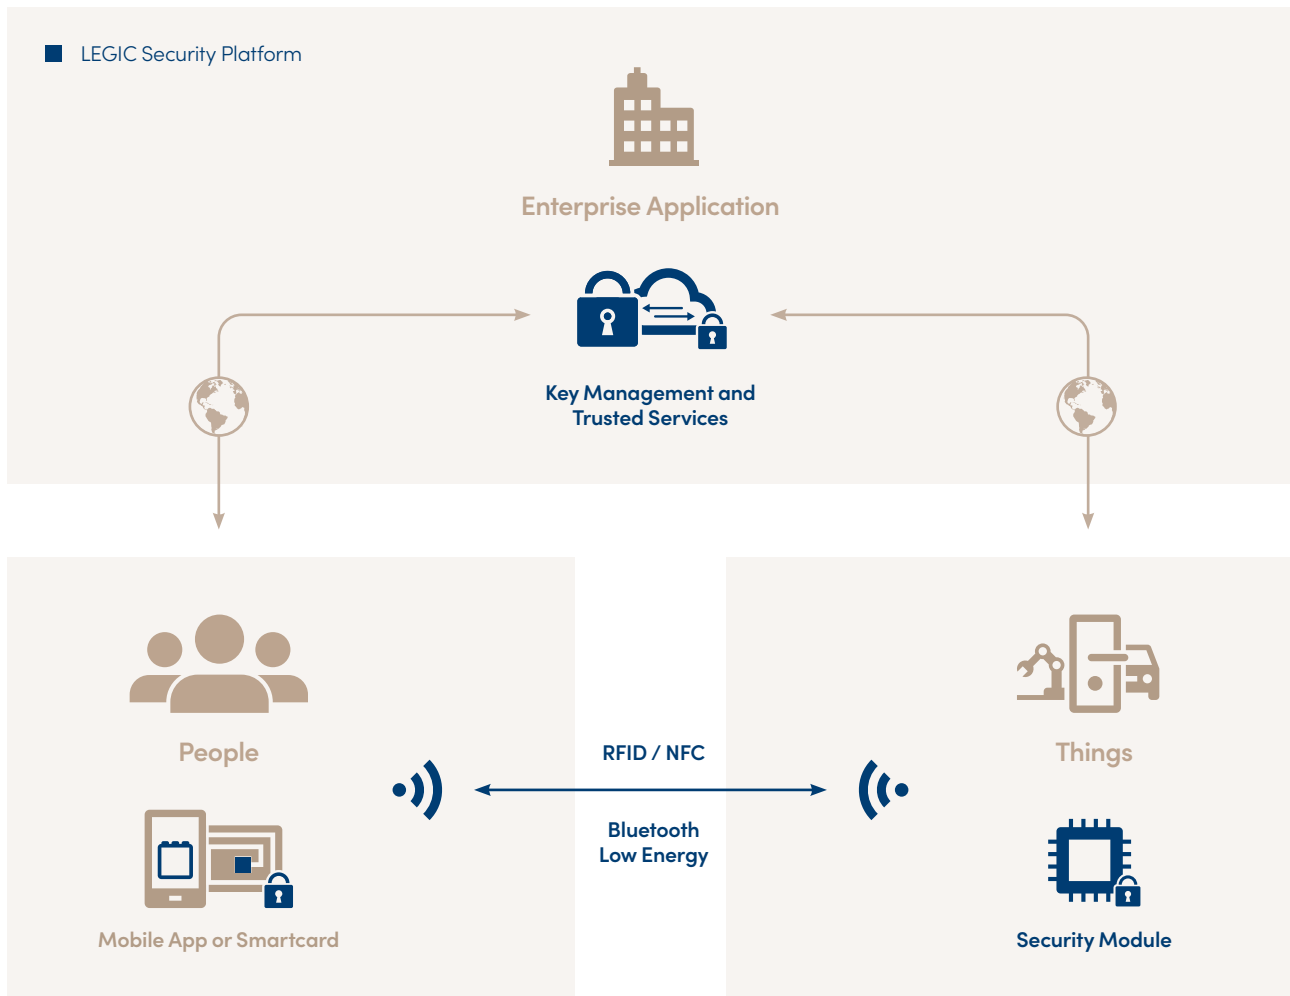 LEGIC Security Platform
Enterprise Application
Key Management and
Trusted Services
People
Things
RFID / NFC
Bluetooth
Low Energy
Mobile App or Smartcard
Security Module